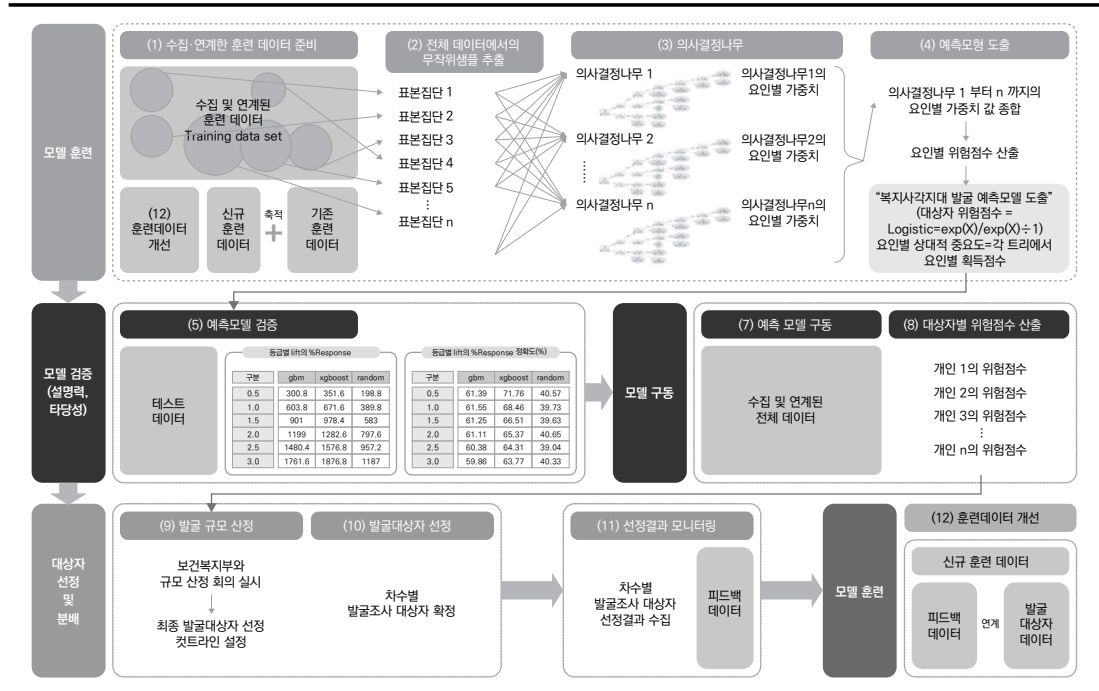 모델 훈련
(1) 수집·연계한 훈련 데이터 준비
수집 및 연계된
훈련 데이터
Training data set
(12)
훈련데이터
개선
신규
훈련
데이터
축적
+
기존
훈련
데이터
(2) 전체 데이터에서의
무작위샘플 추출
표본집단 1
표본집단 2
표본집단 3
표본집단 4
표본집단 5
⋮
표본집단 n
(3) 의사결정나무
의사결정나무 1
의사결정나무1의
요인별 가중치
의사결정나무 2
의사결정나무2의
요인별 가중치
⋮
의사결정나무 n
의사결정나무n의
요인별 가중치
(4) 예측모형 도출
의사결정나무 1 부터 n 까지의
요인별 가중치 값 종합
요인별 위험점수 산출
“복지사각지대 발굴 예측모델 도출”
(대상자 위험점수 =
Logistic=exp(X)/exp(X)÷1)
요인별 상대적 중요도=각 트리에서
요인별 획득점수
모델 검증
(설명력,
타당성)
(5) 예측모델 검증
테스트
데이터
등급별 lift의 %Response
구분 gbm xgboost random
0.5 300.8 351.6 198.8
1.0 603.8 671.6 389.8
1.5 901 978.4 583
2.0 1199 1282.6 797.6
2.5 1480.4 1576.8 957.2
3.0 1761.6 1876.8 1187
등급별 lift의 %Response 정확도(%)
구분 gbm xgboost random
0.5 61.39 71.76 40.57
1.0 61.55 68.46 39.73
1.5 61.25 66.51 39.63
2.0 61.11 65.37 40.65
2.5 60.38 64.31 39.04
3.0 59.86 63.77 40.33
모델 구동
(7) 예측 모델 구동
수집 및 연계된
전체 데이터
(8) 대상자별 위험점수 산출
개인 1의 위험점수
개인 2의 위험점수
개인 3의 위험점수
⋮
개인 n의 위험점수
대상자
선정
및
분배
(9) 발굴 규모 산정
보건복지부와
규모 산정 회의 실시
최종 발굴대상자 선정
컷트라인 설정
(10) 발굴대상자 선정
차수별
발굴조사 대상자 확정
(11) 선정결과 모니터링
차수별
발굴조사 대상자
선정결과 수집
피드백
데이터
모델 훈련
(12) 훈련데이터 개선
신규 훈련 데이터
피드백
데이터
연계
발굴
대상자
데이터